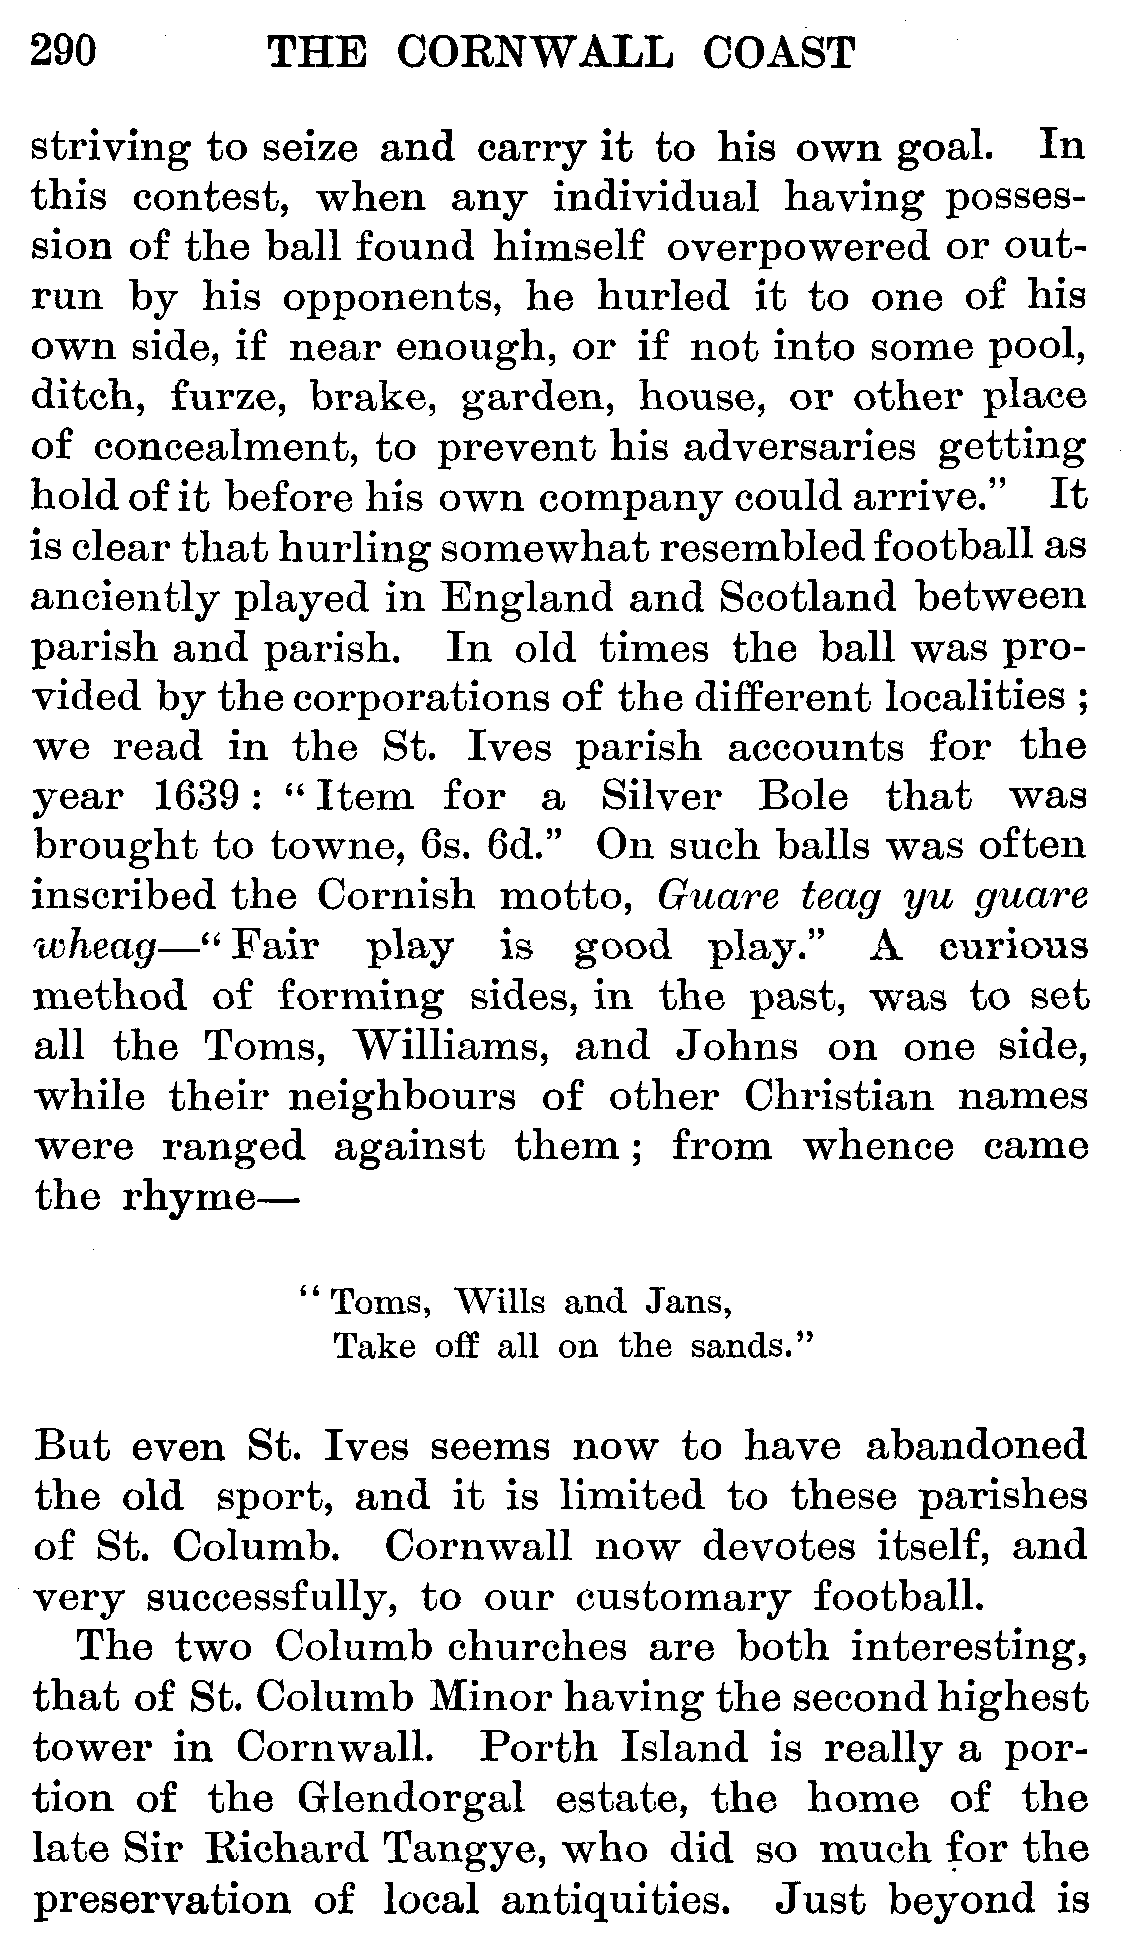 290 THE CORNWALL COAST
striving to seize and carry it to his own goal. In
this contest, when any individual having posses-
sion of the ball found himself overpowered or out-
run by his opponents, he hurled it to one of his
own side, if near enough, or if not into some pool,
ditch, furze, brake, garden, house, or other place
of concealment, to prevent his adversaries getting
hold of it before his own company could arrive.” It
is clear that hurling somewhat resembled football as
anciently played in England and Scotland between
parish and parish. In old times the ball was pro-
vided by the corporations of the different localities ;
we read in the St. Ives parish accounts for the
year 1639 : “ Item for a Silver Bole that was
brought to towne, 6s. 6d.” On such balls was often
inscribed the Cornish motto, Guare teag yu guare
wheag—“ Fair play is good play.” A curious
method of forming sides, in the past, was to set
all the Toms, Williams, and Johns on one side,
while their neighbours of other Christian names
were ranged against them ; from whence came
the rhyme—
“ Toms, Wills and Jans,
Take off all on the sands.”
But even St. Ives seems now to have abandoned
the old sport, and it is limited to these parishes
of St. Columb. Cornwall now devotes itself, and
very successfully, to our customary football.
The two Columb churches are both interesting,
that of St. Columb Minor having the second highest
tower in Cornwall. Porth Island is really a por-
tion of the Glendorgal estate, the home of the
late Sir Richard Tangye, who did so much for the
preservation of local antiquities. Just beyond is